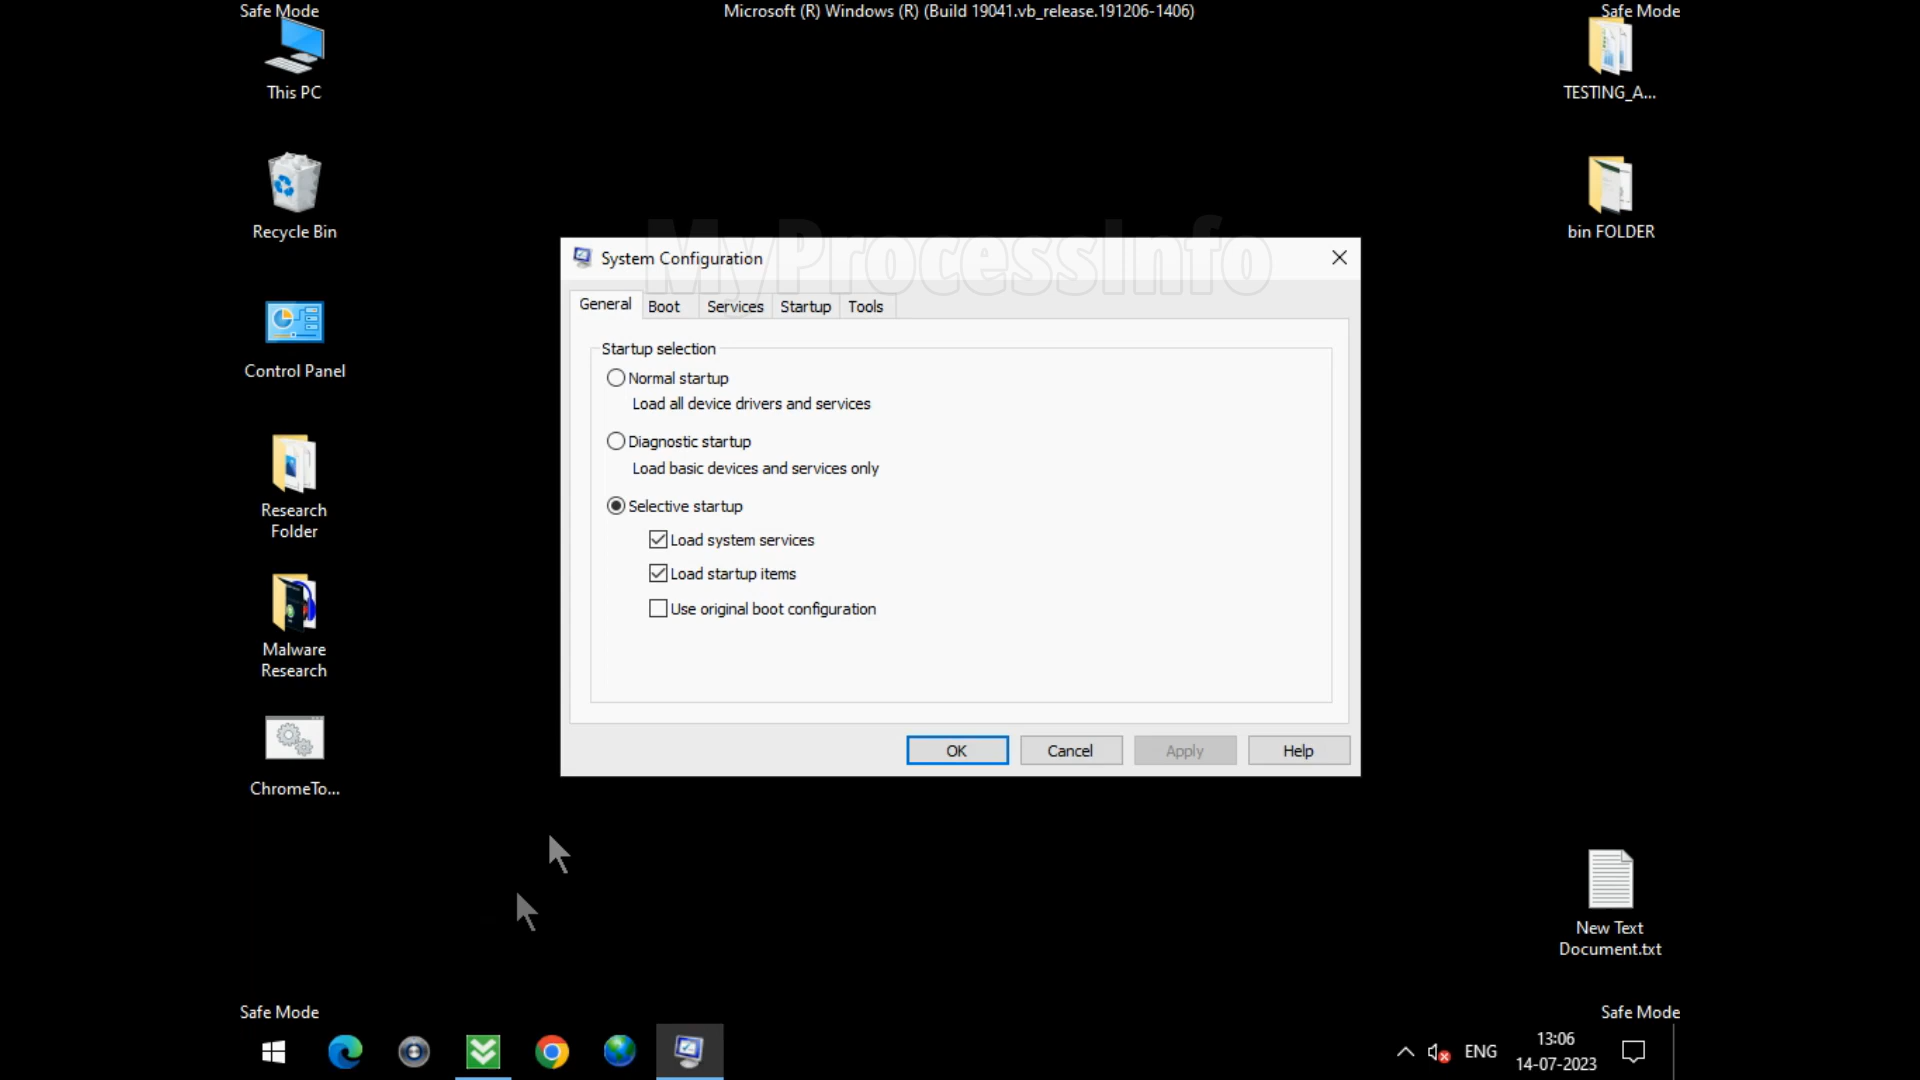 Safe Mode
Microsoft (R) Windows (R) (Build 19041.vb_release.191206-1406)
Safe Mode
This PC
Recycle Bin
Control Panel
Research
Folder
Malware
Research
ChromeTo...
TESTING_A...
bin FOLDER
New Text
Document.txt
MyProcessInfo
System Configuration
General
Boot
Services
Startup
Tools
Startup selection
Normal startup
Load all device drivers and services
Diagnostic startup
Load basic devices and services only
Selective startup
Load system services
Load startup items
Use original boot configuration
OK
Cancel
Apply
Help
Safe Mode
Safe Mode
ENG
13:06
14-07-2023